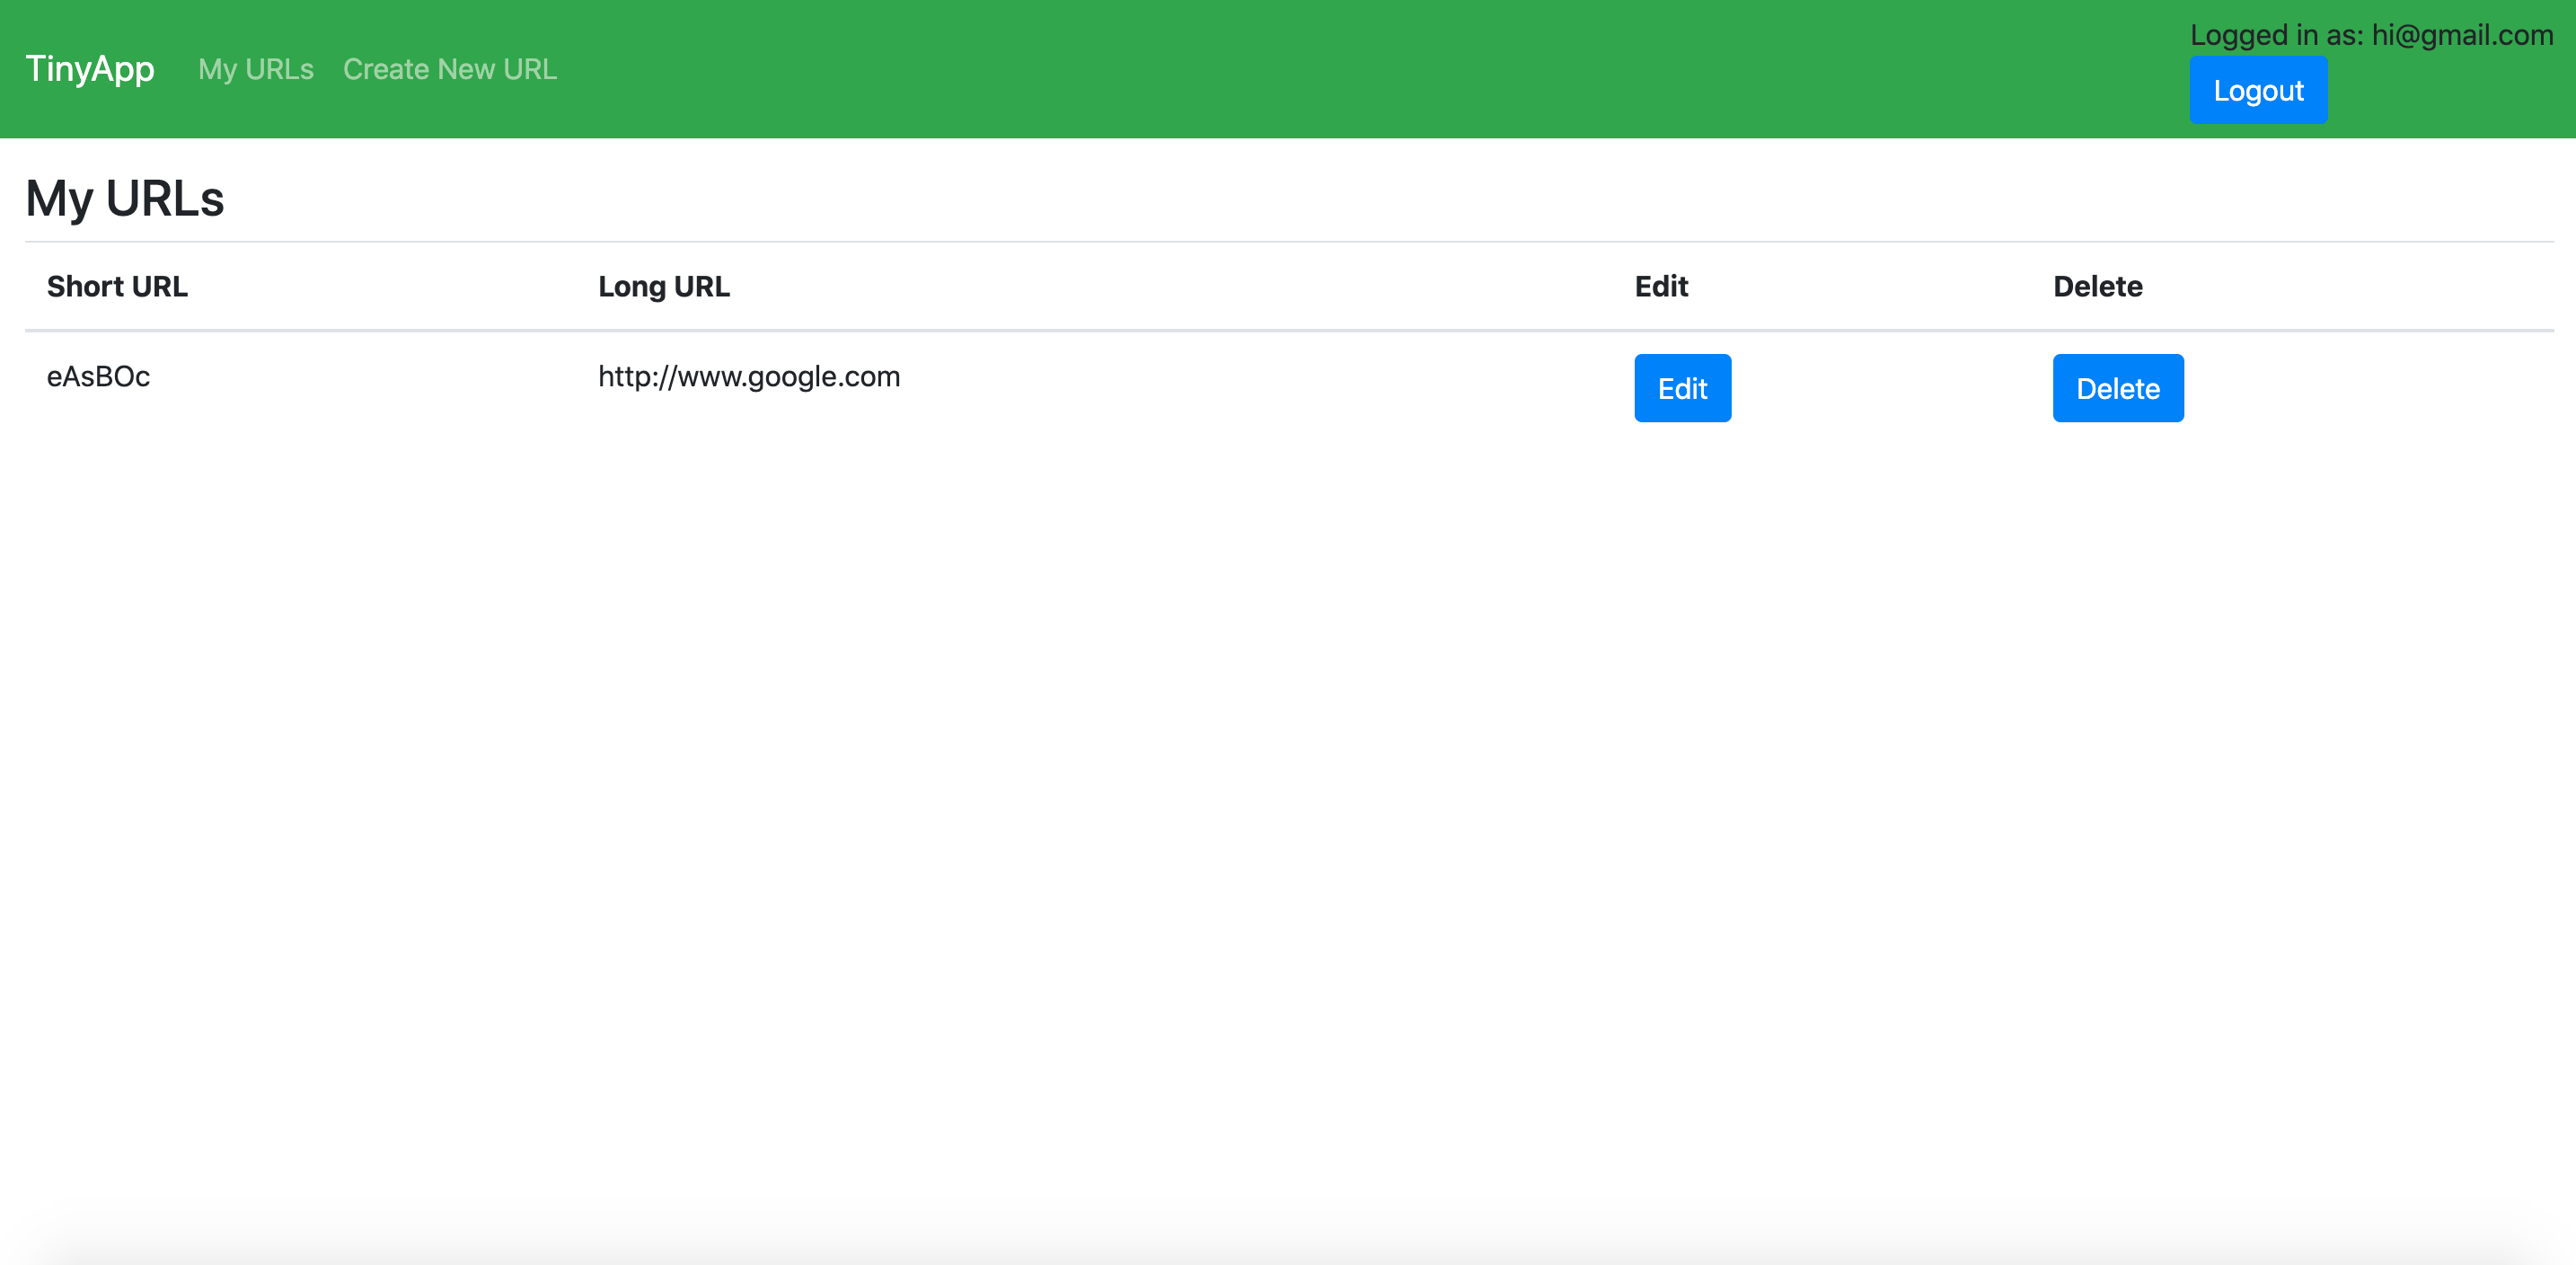 TinyApp My URLs Create New URL
Logged in as: hi@gmail.com
Logout
My URLs
Short URL Long URL Edit Delete
eAsBOc http://www.google.com Edit Delete